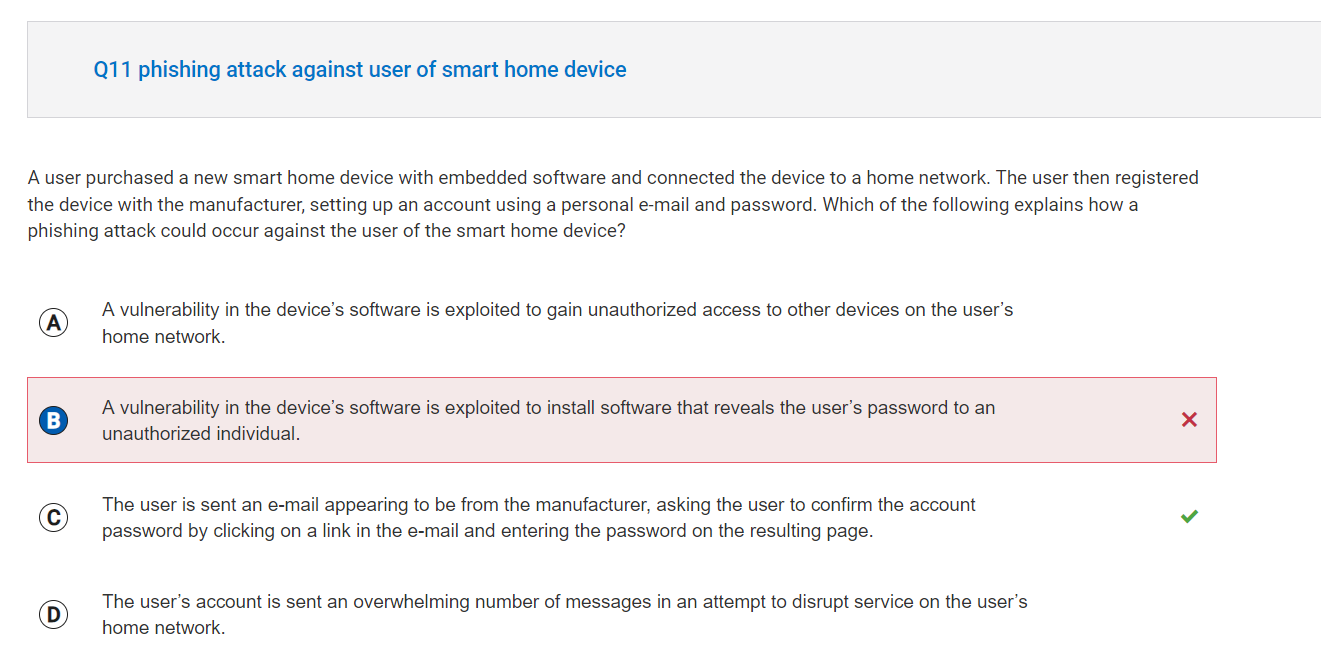 Q11 phishing attack against user of smart home device
A user purchased a new smart home device with embedded software and connected the device to a home network. The user then registered
the device with the manufacturer, setting up an account using a personal e-mail and password. Which of the following explains how a
phishing attack could occur against the user of the smart home device?
A
A vulnerability in the device’s software is exploited to gain unauthorized access to other devices on the user’s
home network.
B
A vulnerability in the device’s software is exploited to install software that reveals the user’s password to an
unauthorized individual.
C
The user is sent an e-mail appearing to be from the manufacturer, asking the user to confirm the account
password by clicking on a link in the e-mail and entering the password on the resulting page.
D
The user’s account is sent an overwhelming number of messages in an attempt to disrupt service on the user’s
home network.